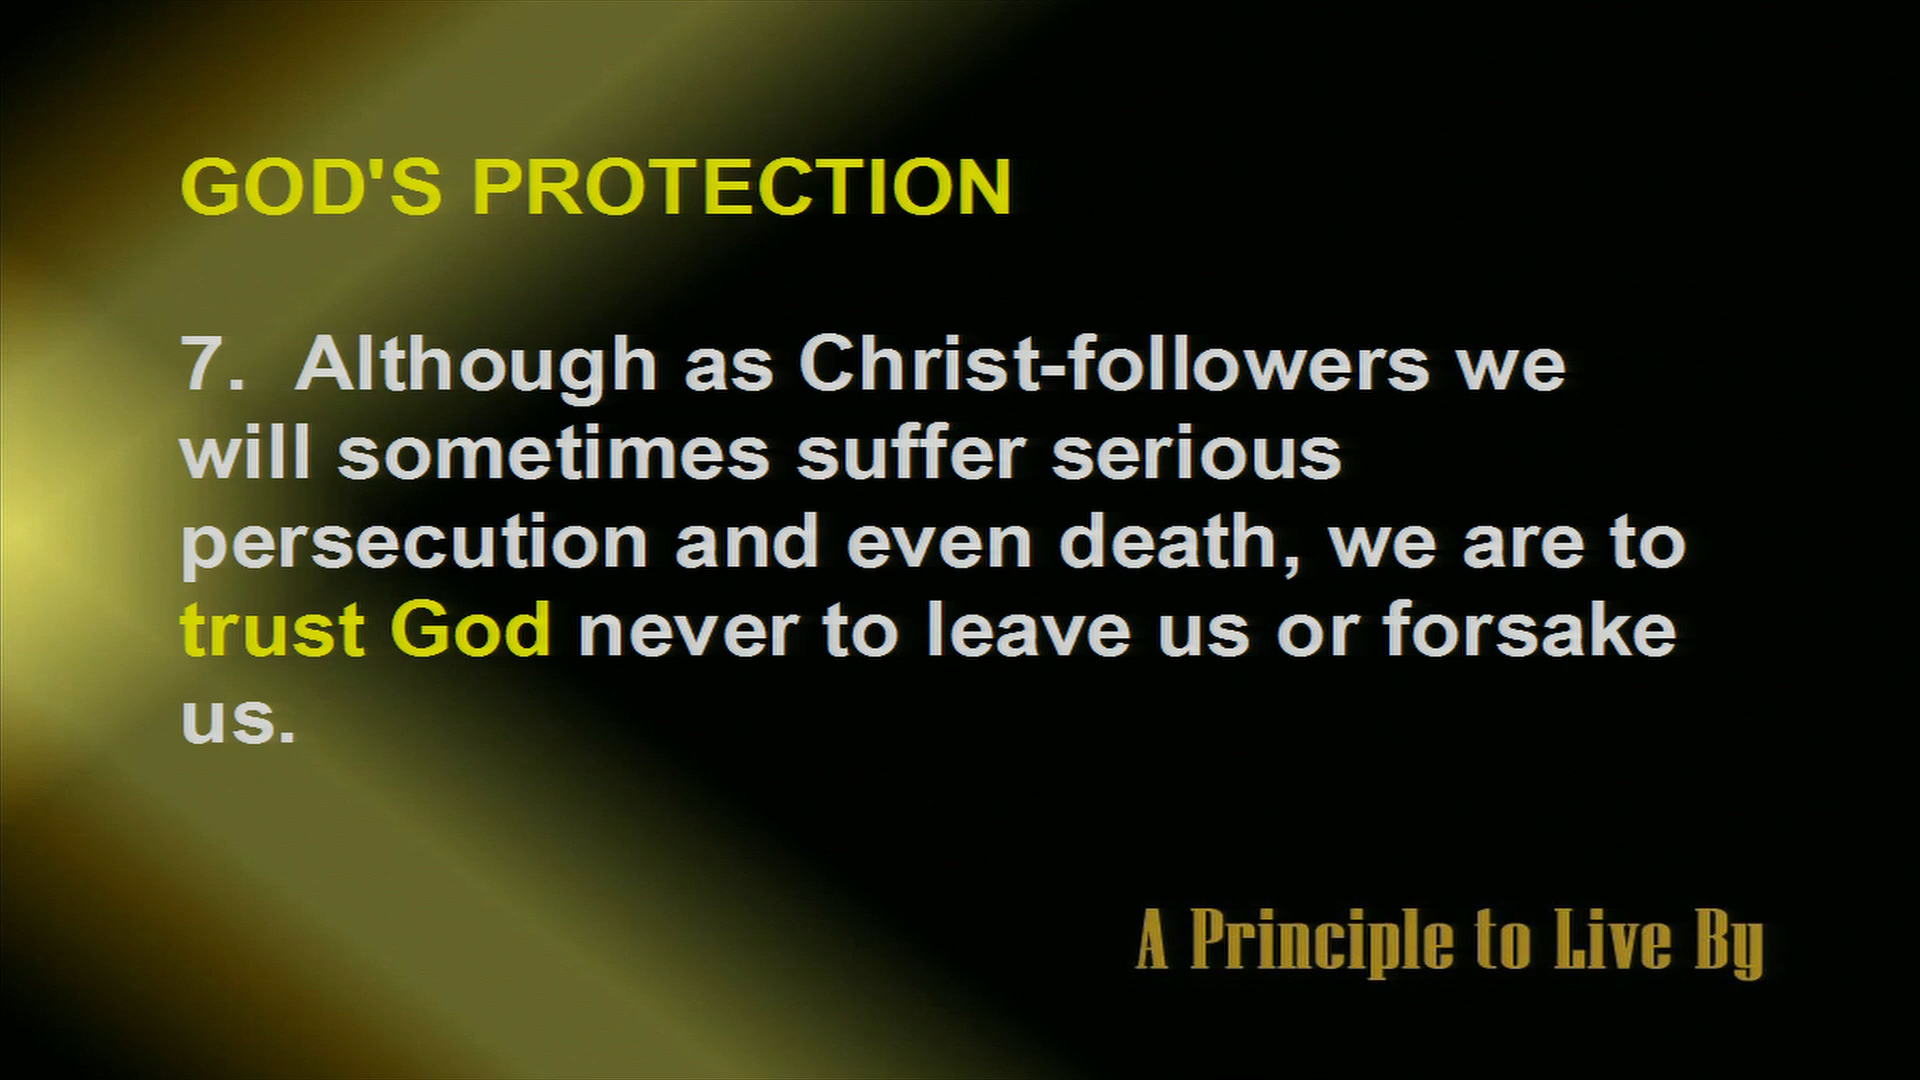 GOD'S PROTECTION
7. Although as Christ-followers we
will sometimes suffer serious
persecution and even death, we are to
trust God never to leave us or forsake
us.
A Principle to Live By